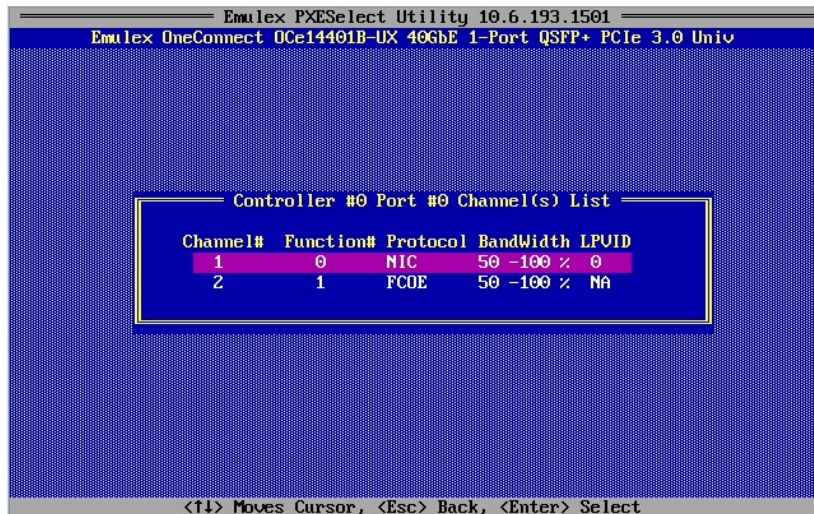 Emulex PXESelect Utility 10.6.193.1501
Emulex OneConnect OCe14401B-UX 40GbE 1-Port QSFP+ PCIe 3.0 Univ
Controller #0 Port #0 Channel(s) List
Channel# Function# Protocol BandWidth LPVID
1 0 NIC 50 -100 % 0
2 1 FCOE 50 -100 % NA
<↑↓> Moves Cursor, <Esc> Back, <Enter> Select